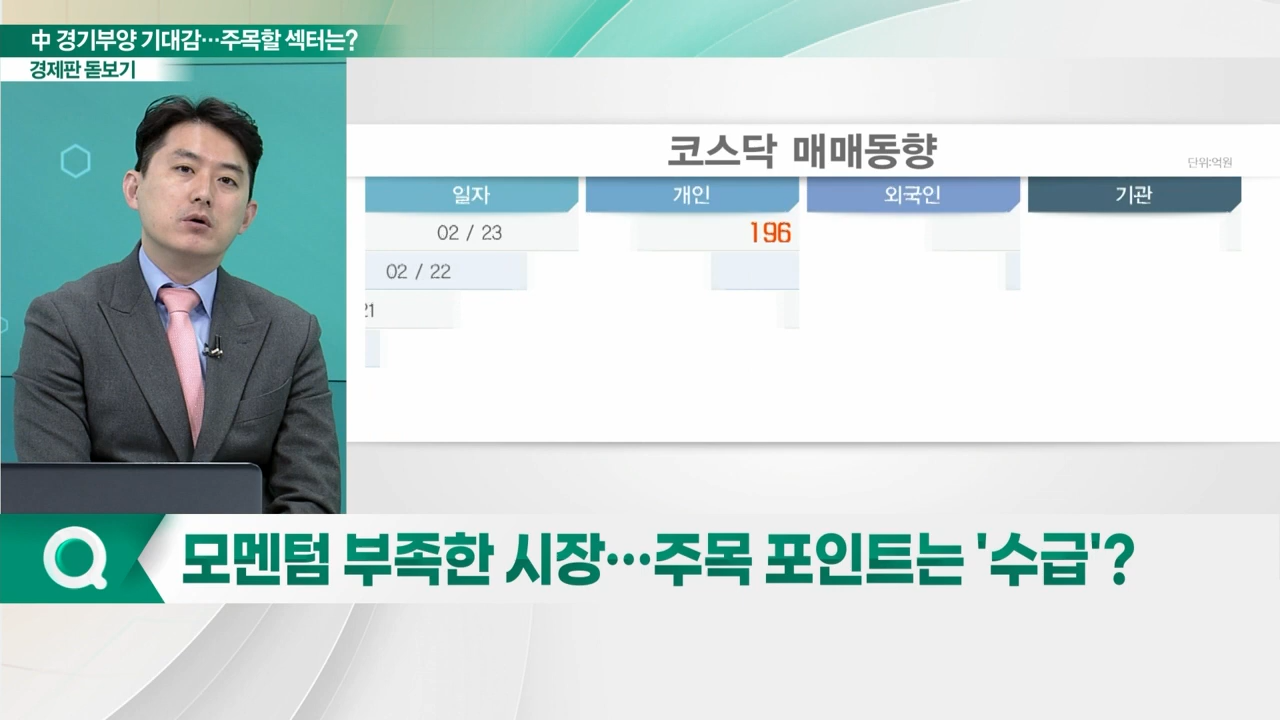 中 경기부양 기대감…주목할 섹터는?
경제판 돋보기
코스닥 매매동향
단위:억원
일자 개인 외국인 기관
02 / 23 196
02 / 22
21
모멘텀 부족한 시장…주목 포인트는 '수급'?